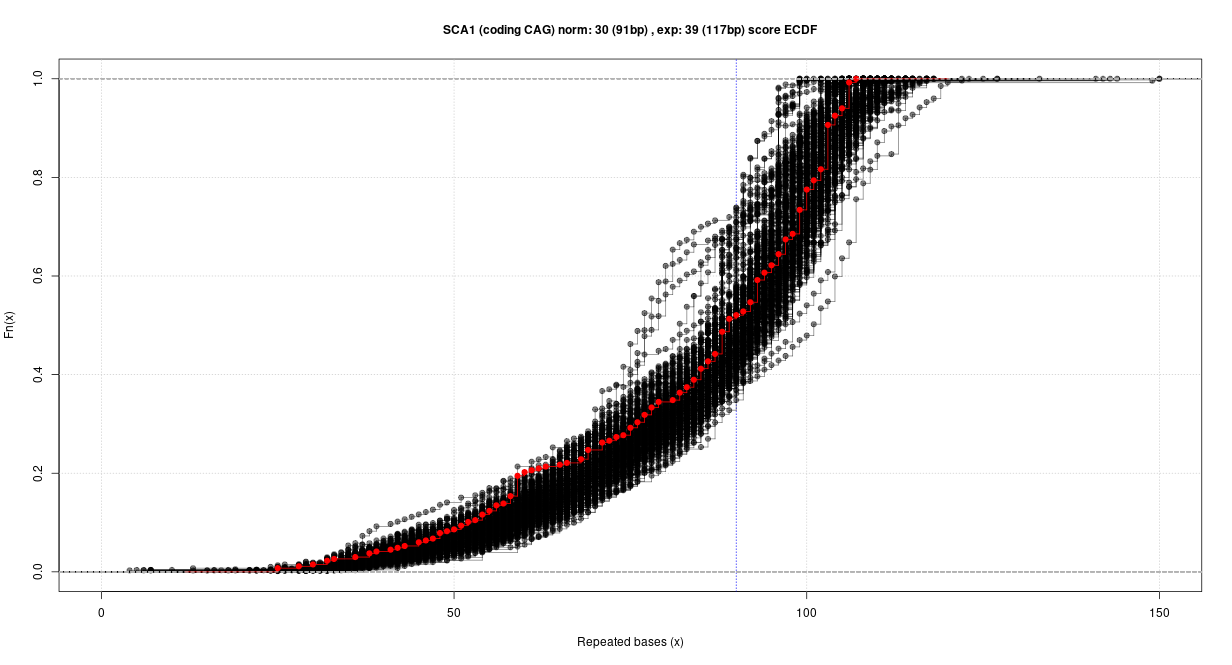 SCA1 (coding CAG) norm: 30 (91bp) , exp: 39 (117bp) score ECDF
Fn(x)
1.0
0.8
0.6
0.4
0.2
0.0
0 50 100 150
Repeated bases (x)